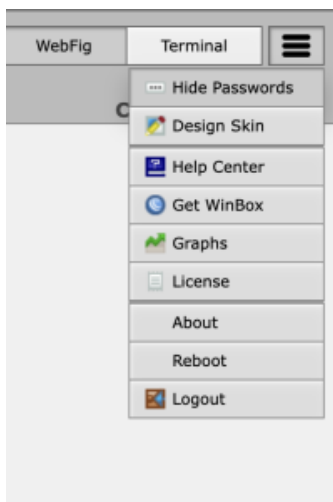 WebFig
Terminal
Hide Passwords
C
Design Skin
Help Center
Get WinBox
Graphs
License
About
Reboot
Logout